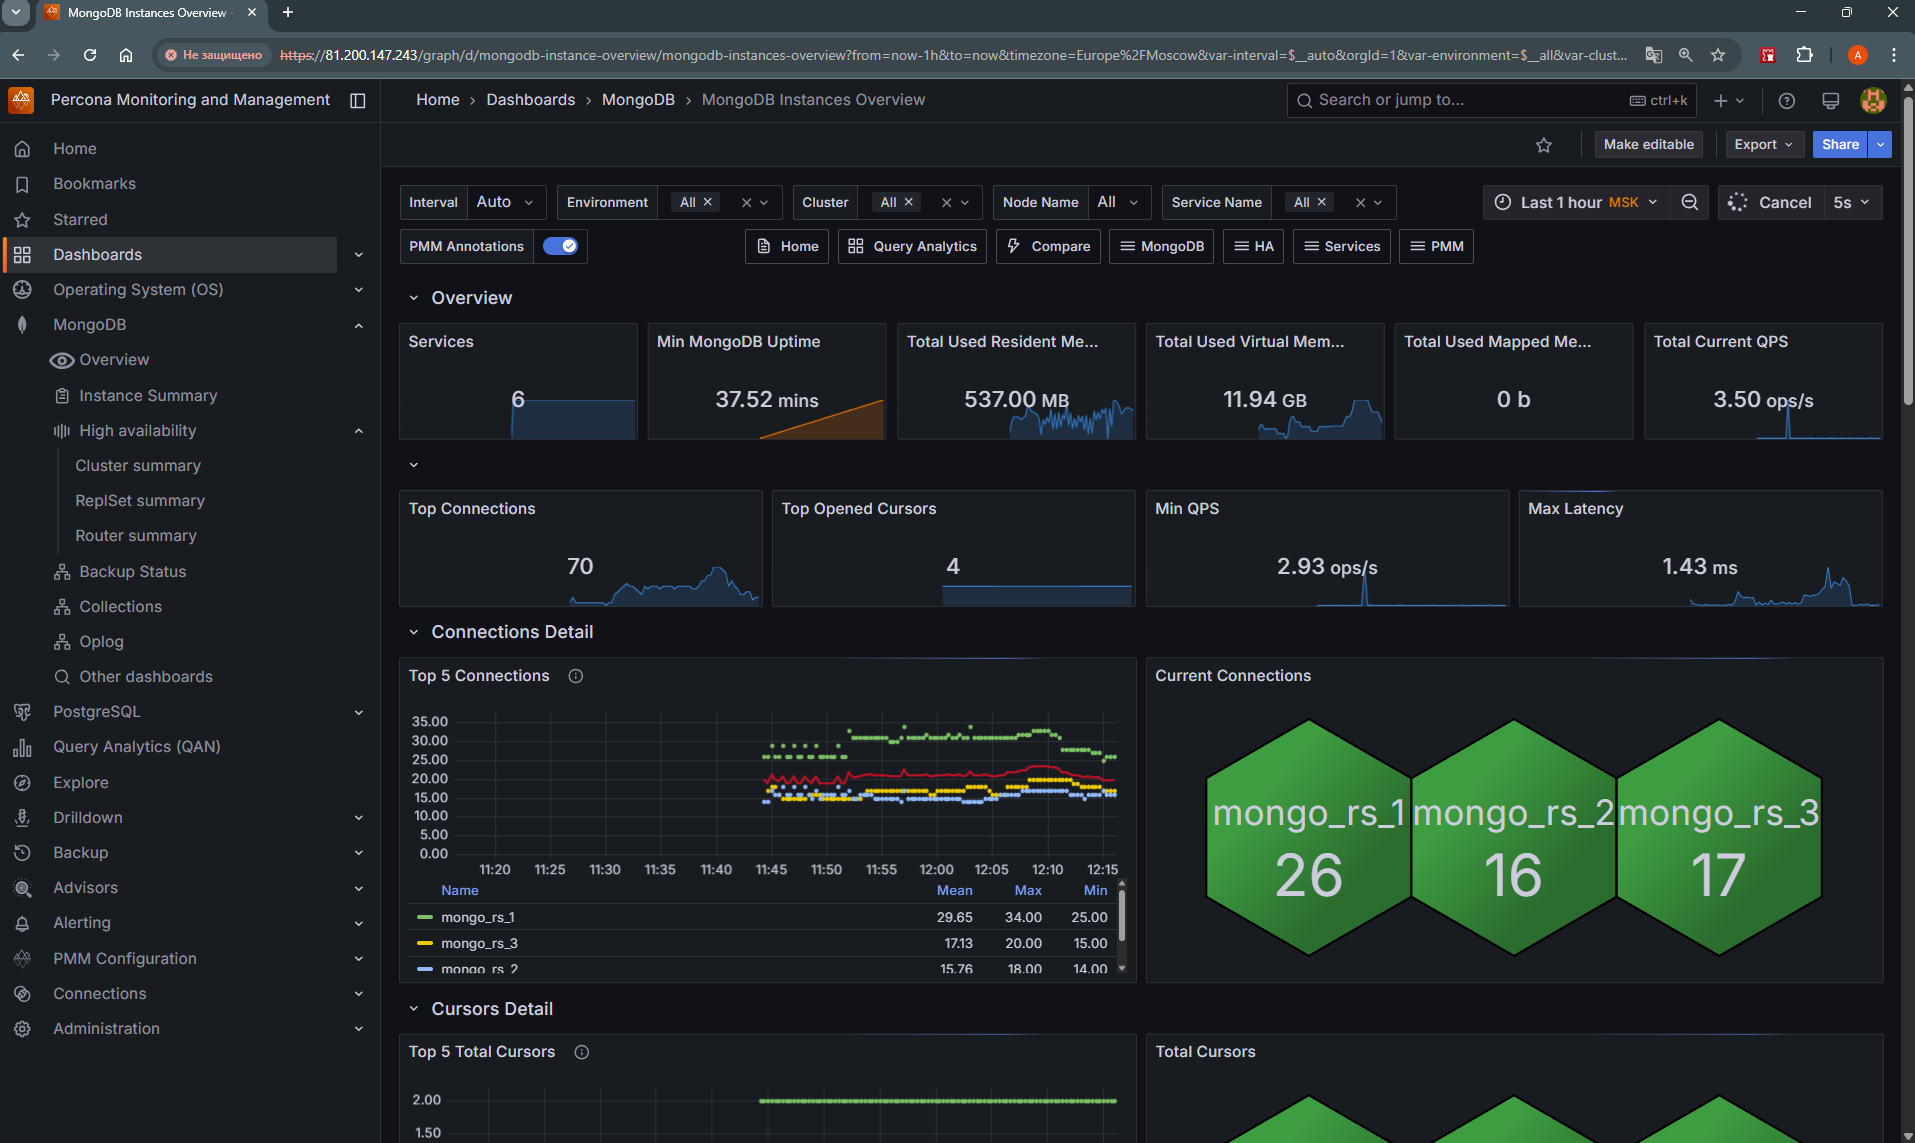 MongoDB Instances Overview -
Не защищено
https://81.200.147.243/graph/d/mongodb-instance-overview/mongodb-instances-overview?from=now-1h&to=now&timezone=Europe%2FMoscow&var-interval=$__auto&orgId=1&var-environment=$__all&var-clust...
A
Percona Monitoring and Management
Home › Dashboards › MongoDB › MongoDB Instances Overview
Search or jump to...
ctrl+k
Make editable
Export
Share
Home
Bookmarks
Starred
Dashboards
Operating System (OS)
MongoDB
Overview
Instance Summary
High availability
Cluster summary
ReplSet summary
Router summary
Backup Status
Collections
Oplog
Other dashboards
PostgreSQL
Query Analytics (QAN)
Explore
Drilldown
Backup
Advisors
Alerting
PMM Configuration
Connections
Administration
Interval Auto
Environment All
Cluster All
Node Name All
Service Name All
Last 1 hour MSK
Cancel
5s
PMM Annotations
Home
Query Analytics
Compare
MongoDB
HA
Services
PMM
Overview
Services
6
Min MongoDB Uptime
37.52 mins
Total Used Resident Me...
537.00 MB
Total Used Virtual Mem...
11.94 GB
Total Used Mapped Me...
0 b
Total Current QPS
3.50 ops/s
Top Connections
70
Top Opened Cursors
4
Min QPS
2.93 ops/s
Max Latency
1.43 ms
Connections Detail
Top 5 Connections
35.00
30.00
25.00
20.00
15.00
10.00
5.00
0.00
11:20 11:25 11:30 11:35 11:40 11:45 11:50 11:55 12:00 12:05 12:10 12:15
Name Mean Max Min
mongo_rs_1 29.65 34.00 25.00
mongo_rs_3 17.13 20.00 15.00
mongo_rs_2 15.76 18.00 14.00
Current Connections
mongo_rs_1
26
mongo_rs_2
16
mongo_rs_3
17
Cursors Detail
Top 5 Total Cursors
2.00
1.50
Total Cursors